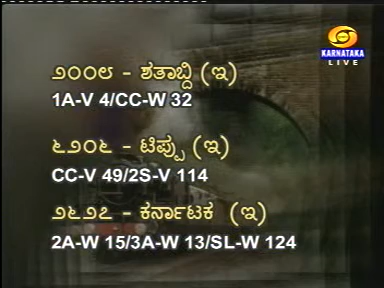 KARNATAKA
LIVE
೨೦೦೮ - ಶತಾಬ್ದಿ (ಇ)
1A-V 4/CC-W 32
೬೨೦೬ - ಟಿಪ್ಪು (ಇ)
CC-V 49/2S-V 114
೨೬೨೭ - ಕರ್ನಾಟಕ (ಇ)
2A-W 15/3A-W 13/SL-W 124